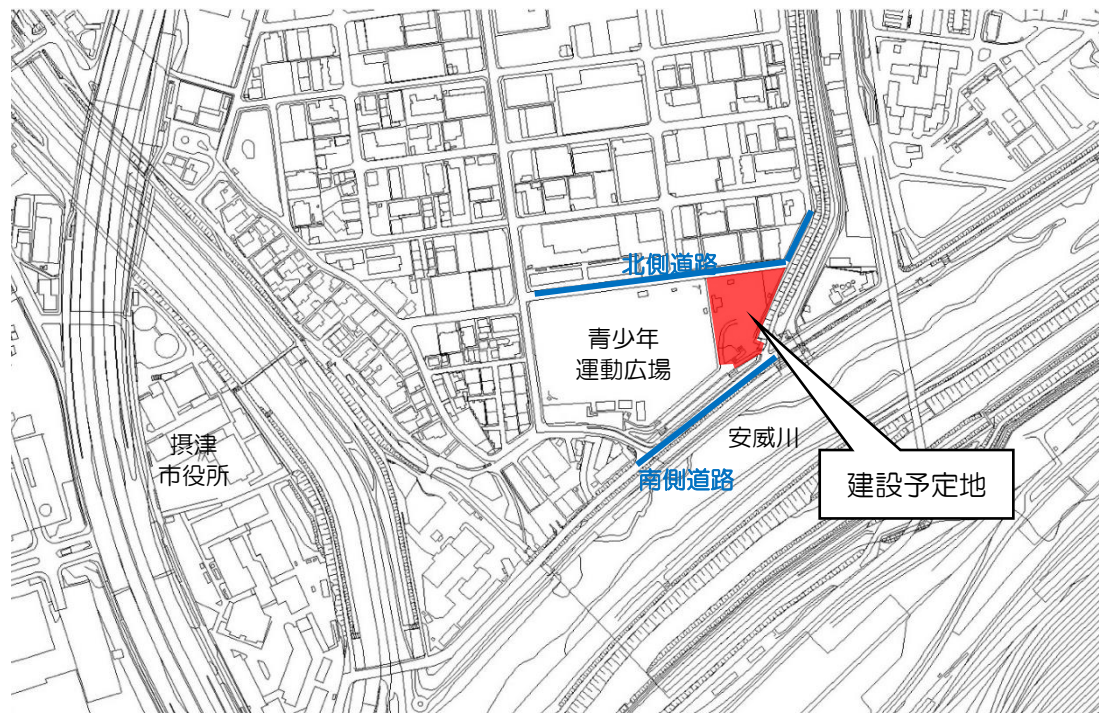 北側道路
青少年
運動広場
安威川
摂津
市役所
南側道路
建設予定地